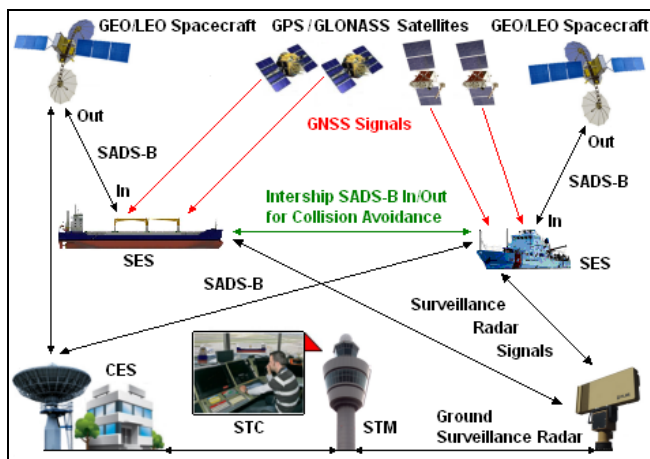 GEO/LEO Spacecraft
GPS / GLONASS Satellites
GEO/LEO Spacecraft
Out
GNSS Signals
Out
SADS-B
SADS-B
In
Intership SADS-B In/Out
for Collision Avoidance
In
SES
SES
SADS-B
Surveillance
Radar
Signals
CES
STC
STM
Ground
Surveillance Radar